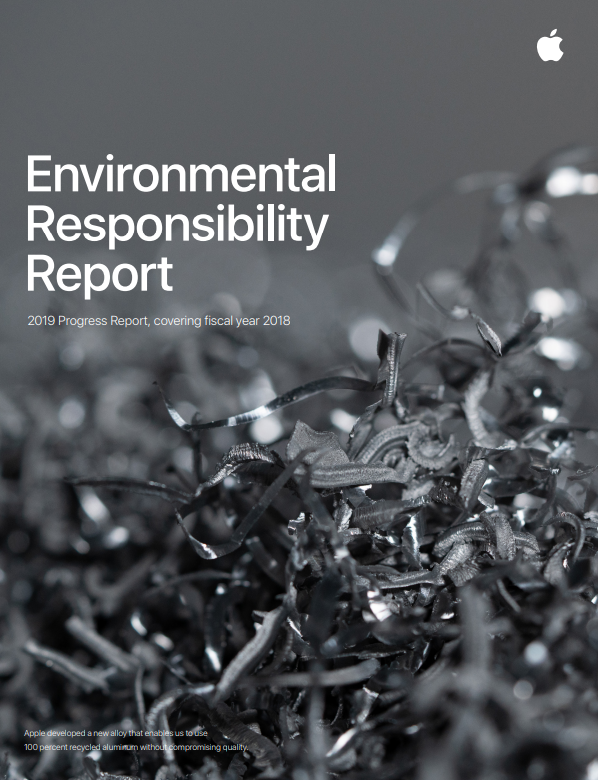 Environmental
Responsibility
Report
2019 Progress Report, covering fiscal year 2018
Apple developed a new alloy that enables us to use
100 percent recycled aluminum without compromising quality.